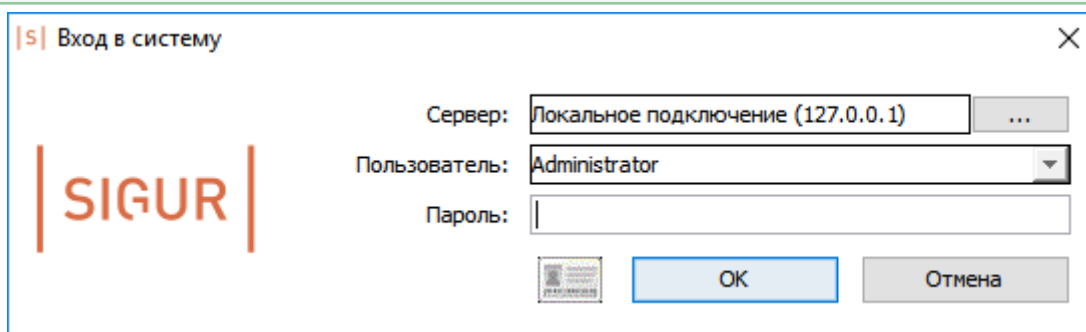 |S| Вход в систему
Сервер: Локальное подключение (127.0.0.1) ...
Пользователь: Administrator
|SIGUR|
Пароль:
OK Отмена